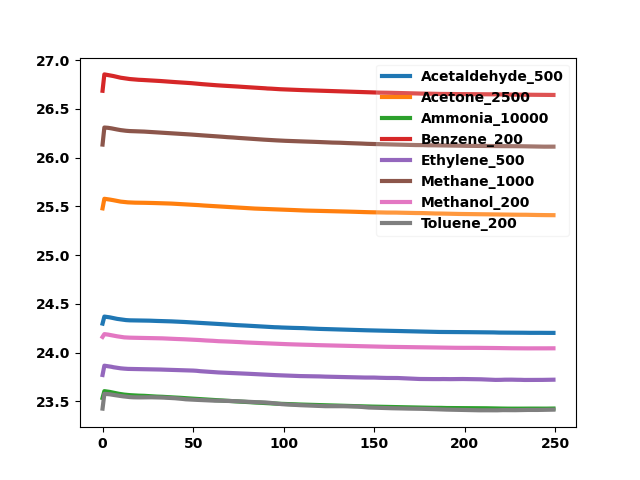 27.0
26.5
26.0
25.5
25.0
24.5
24.0
23.5
0 50 100 150 200 250
Acetaldehyde_500
Acetone_2500
Ammonia_10000
Benzene_200
Ethylene_500
Methane_1000
Methanol_200
Toluene_200